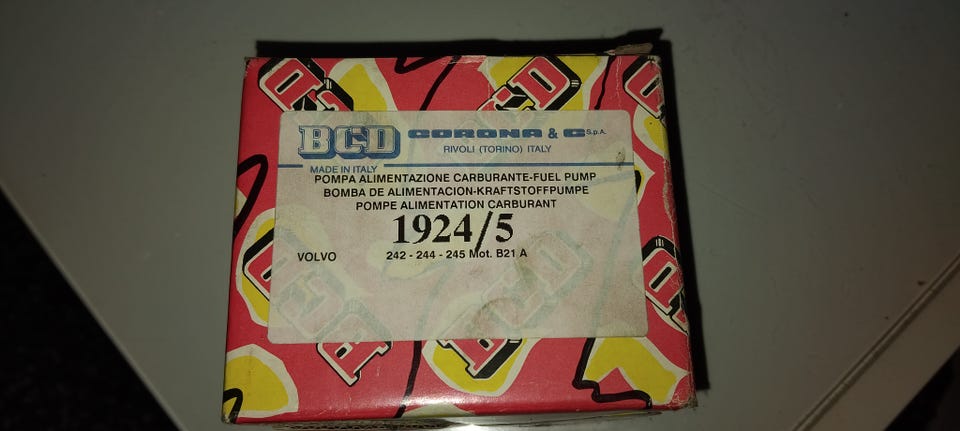 BCD CORONA & C S.p.A.
RIVOLI (TORINO) ITALY
MADE IN ITALY
POMPA ALIMENTAZIONE CARBURANTE-FUEL PUMP
BOMBA DE ALIMENTACION-KRAFTSTOFFPUMPE
POMPE ALIMENTATION CARBURANT
1924/5
VOLVO 242 - 244 - 245 Mot. B21 A